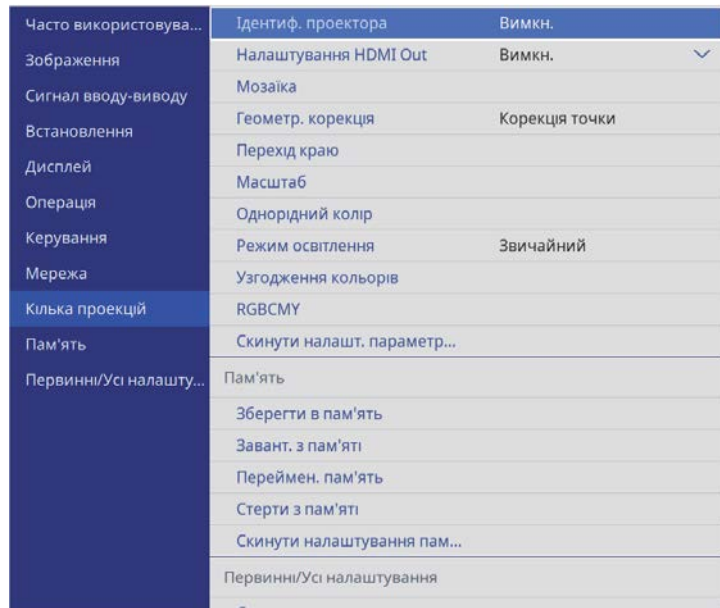 Часто використовува...
Зображення
Сигнал вводу-виводу
Встановлення
Дисплей
Операція
Керування
Мережа
Кілька проекцій
Пам'ять
Первинні/Усі налашту...
Ідентиф. проектора Вимкн.
Налаштування HDMI Out Вимкн.
Мозаїка
Геометр. корекція Корекція точки
Перехід краю
Масштаб
Однорідний колір
Режим освітлення Звичайний
Узгодження кольорів
RGBCMY
Скинути налашт. параметр...
Пам'ять
Зберегти в пам'ять
Завант. з пам'яті
Переймен. пам'ять
Стерти з пам'яті
Скинути налаштування пам...
Первинні/Усі налаштування